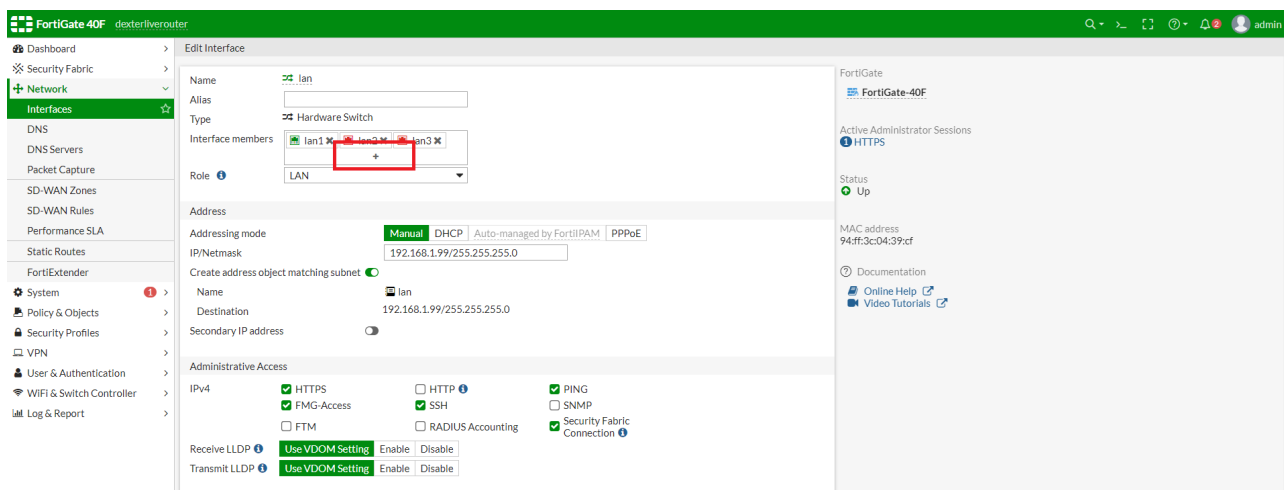 FortiGate 40F dexterliverouter
admin
2
Dashboard
Security Fabric
Network
Interfaces
DNS
DNS Servers
Packet Capture
SD-WAN Zones
SD-WAN Rules
Performance SLA
Static Routes
FortiExtender
System 1
Policy & Objects
Security Profiles
VPN
User & Authentication
WiFi & Switch Controller
Log & Report
Edit Interface
Name lan
Alias
Type Hardware Switch
Interface members lan1 lan2 lan3
+
Role LAN
Address
Addressing mode Manual DHCP Auto-managed by FortiIPAM PPPoE
IP/Netmask 192.168.1.99/255.255.255.0
Create address object matching subnet
Name lan
Destination 192.168.1.99/255.255.255.0
Secondary IP address
Administrative Access
IPv4 HTTPS HTTP PING
FMG-Access SSH SNMP
FTM RADIUS Accounting Security Fabric
Connection
Receive LLDP Use VDOM Setting Enable Disable
Transmit LLDP Use VDOM Setting Enable Disable
FortiGate
FortiGate-40F
Active Administrator Sessions
1 HTTPS
Status
Up
MAC address
94:ff:3c:04:39:cf
Documentation
Online Help
Video Tutorials